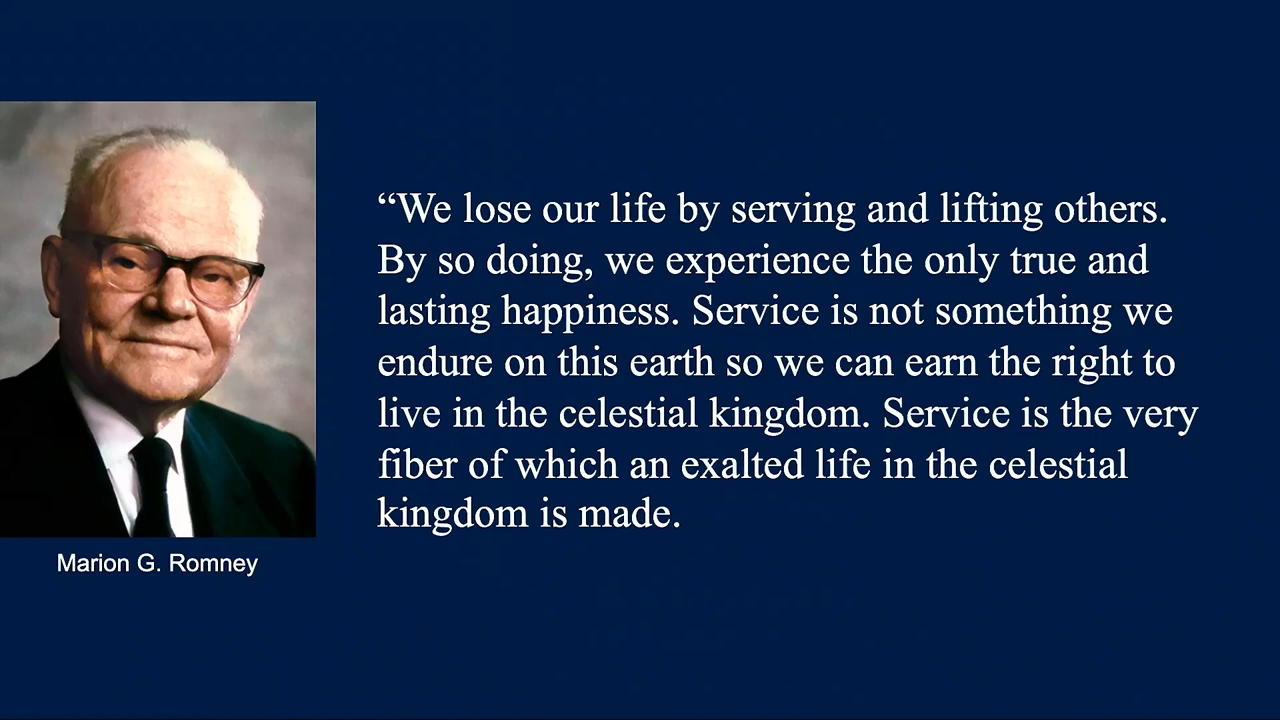 “We lose our life by serving and lifting others.
By so doing, we experience the only true and
lasting happiness. Service is not something we
endure on this earth so we can earn the right to
live in the celestial kingdom. Service is the very
fiber of which an exalted life in the celestial
kingdom is made.
Marion G. Romney